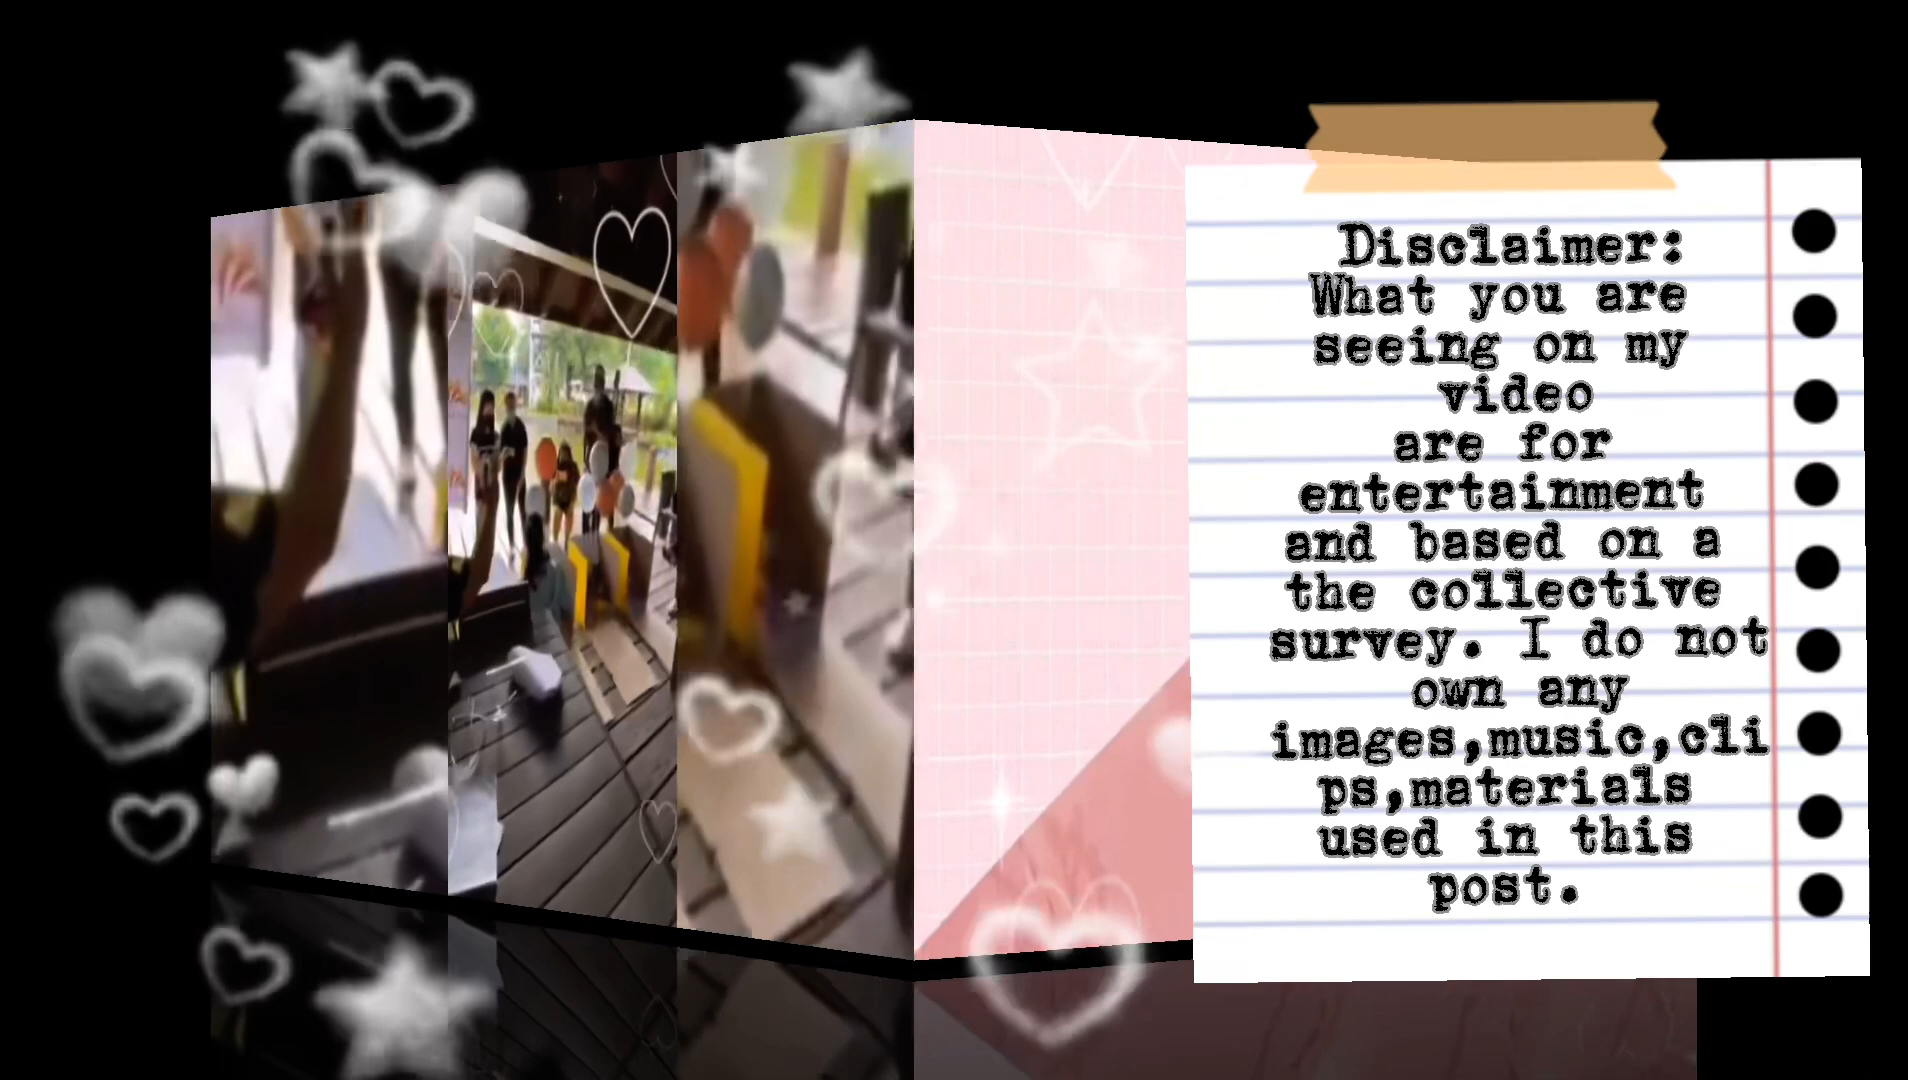 Disclaimer:
What you are
seeing on my
video
are for
entertainment
and based on a
the collective
survey. I do not
own any
images,music,cli
ps,materials
used in this
post.